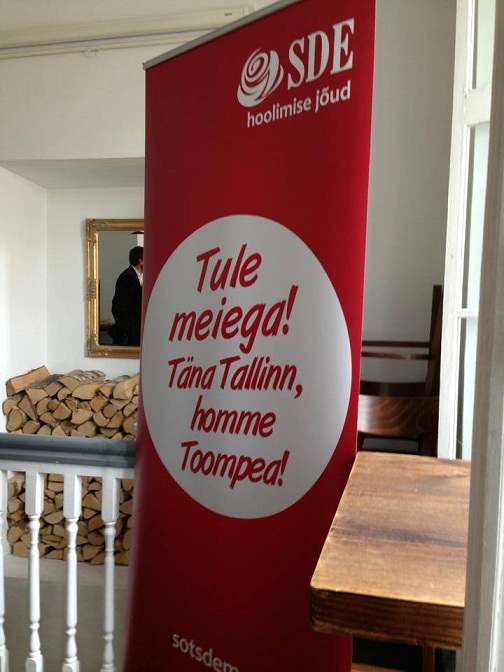 SDE
hoolimise jõud
Tule
meiega!
Täna Tallinn,
homme
Toompea!
sotsdem